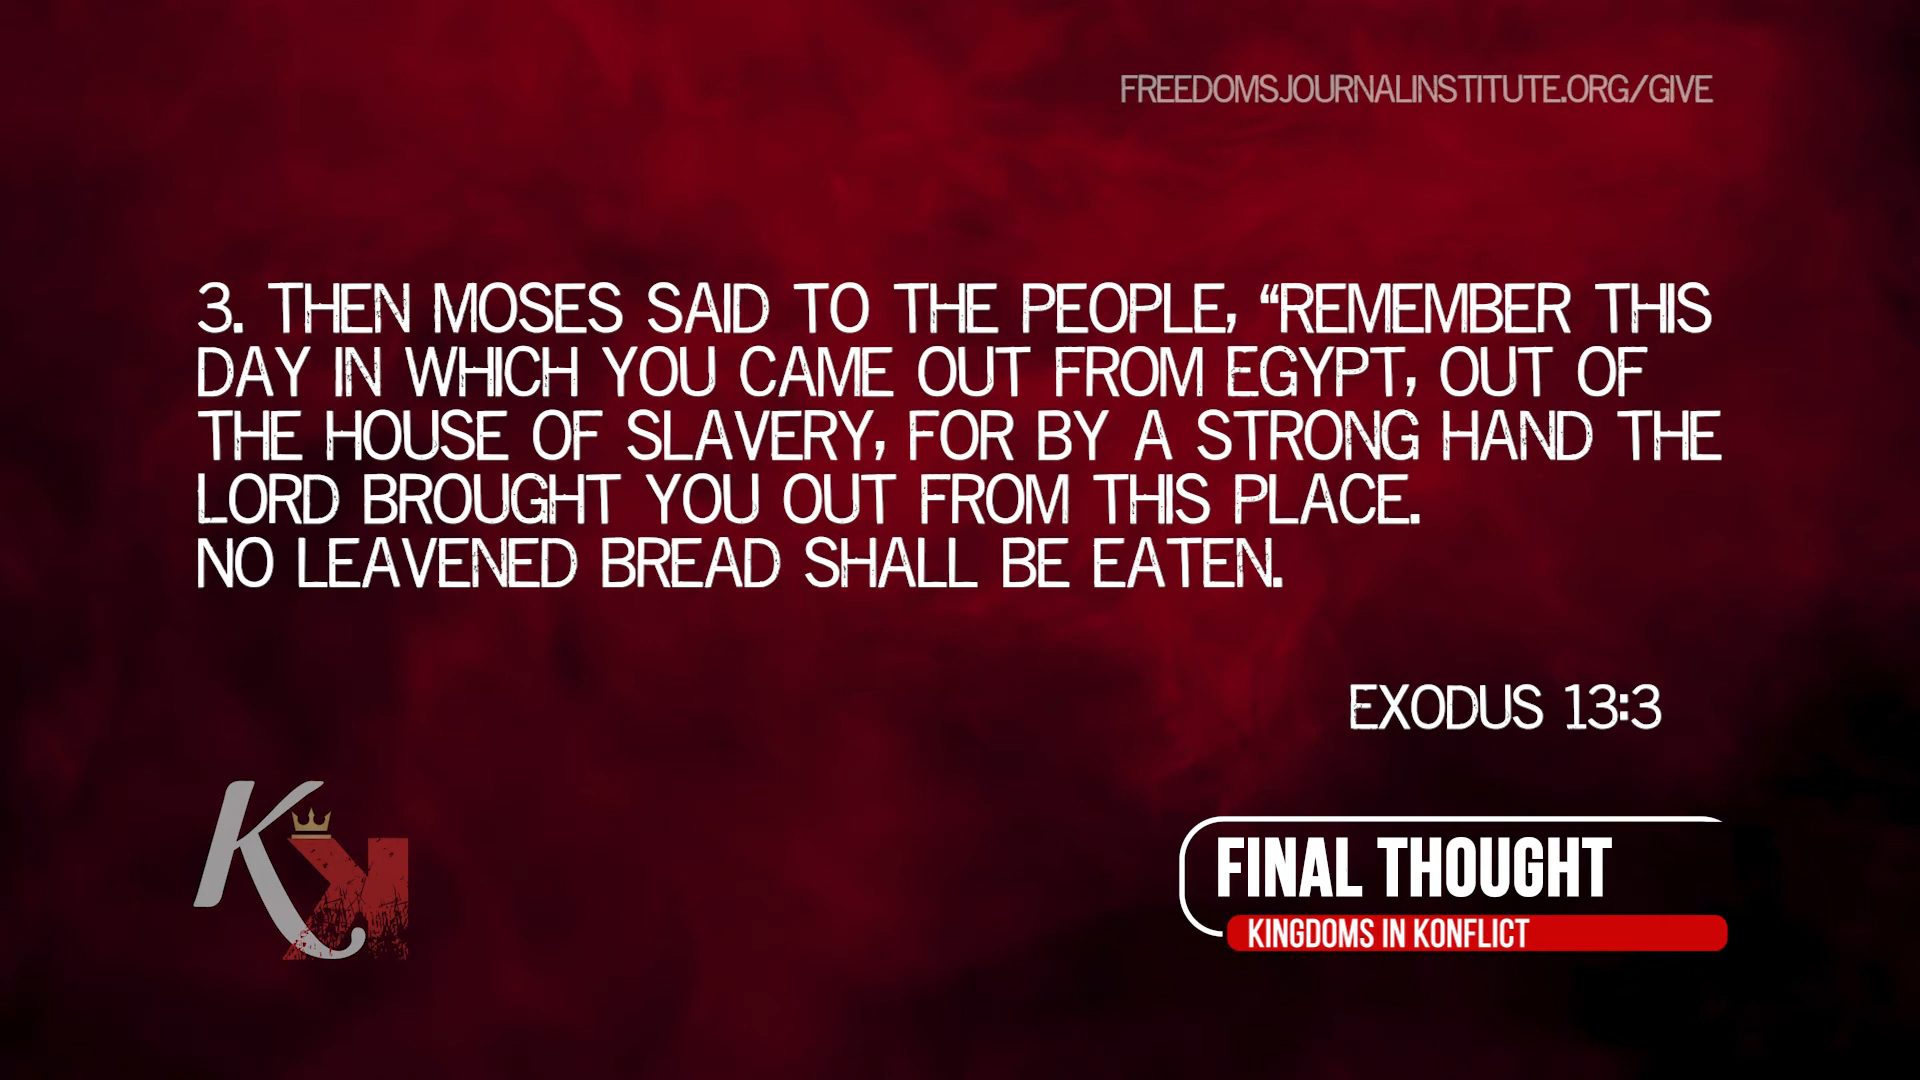 FREEDOMSJOURNALINSTITUTE.ORG/GIVE
3. THEN MOSES SAID TO THE PEOPLE, “REMEMBER THIS
DAY IN WHICH YOU CAME OUT FROM EGYPT, OUT OF
THE HOUSE OF SLAVERY, FOR BY A STRONG HAND THE
LORD BROUGHT YOU OUT FROM THIS PLACE.
NO LEAVENED BREAD SHALL BE EATEN.
EXODUS 13:3
KK
FINAL THOUGHT
KINGDOMS IN KONFLICT